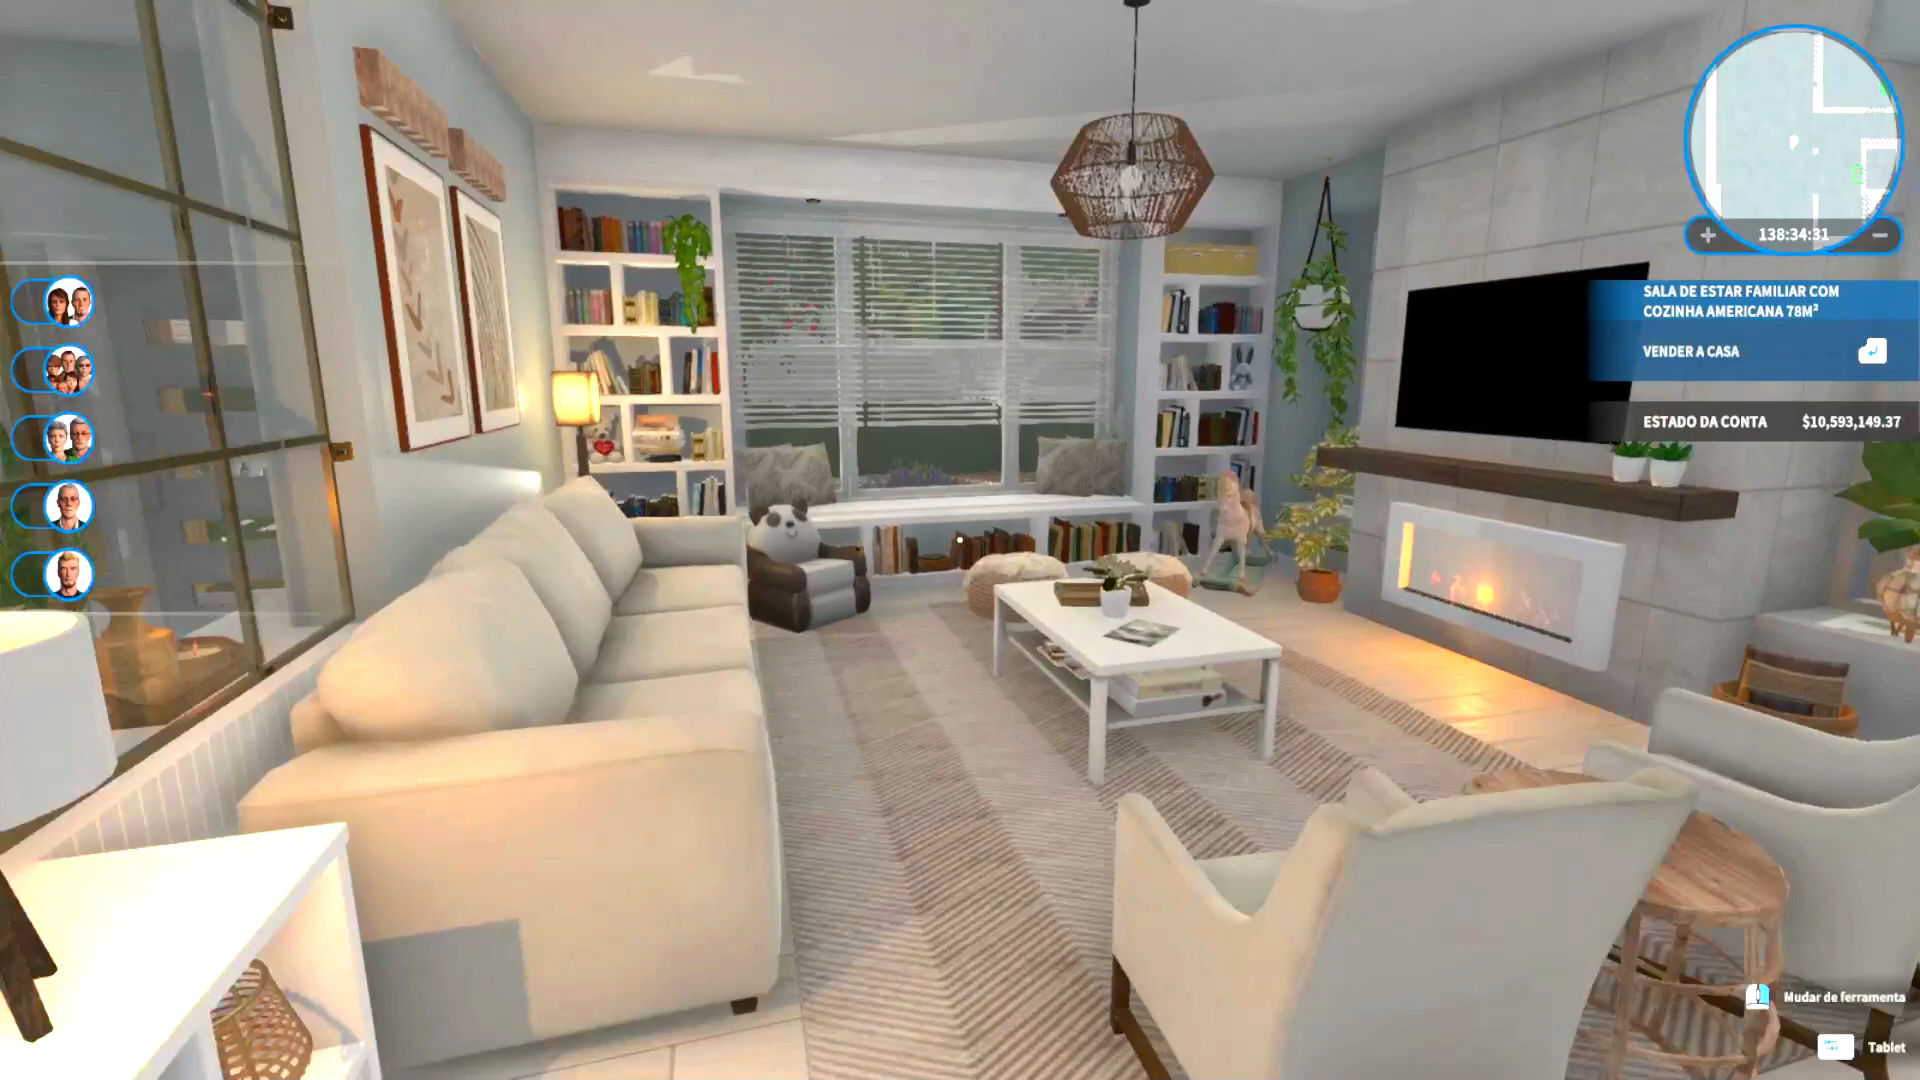 138:34:31
SALA DE ESTAR FAMILIAR COM
COZINHA AMERICANA 78M²
VENDER A CASA
ESTADO DA CONTA $10,593,149.37
Mudar de ferramenta
Tablet